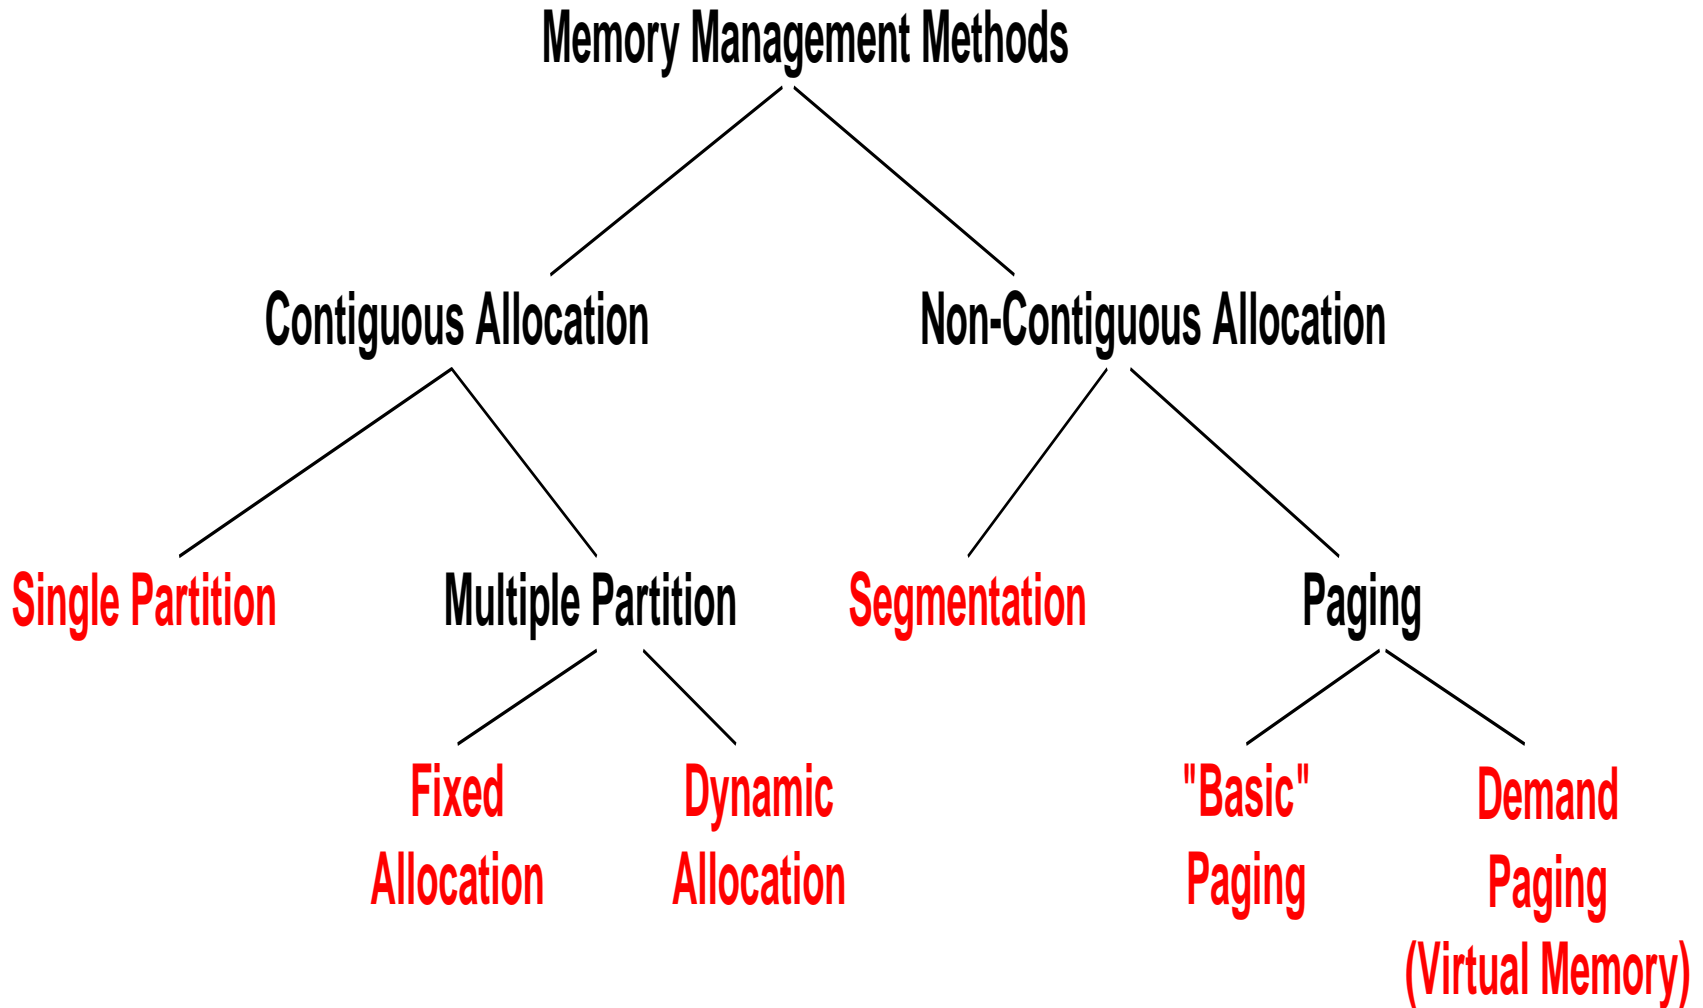 Memory Management Methods
Contiguous Allocation
Non-Contiguous Allocation
Single Partition
Multiple Partition
Segmentation
Paging
Fixed
Allocation
Dynamic
Allocation
"Basic"
Paging
Demand
Paging
(Virtual Memory)